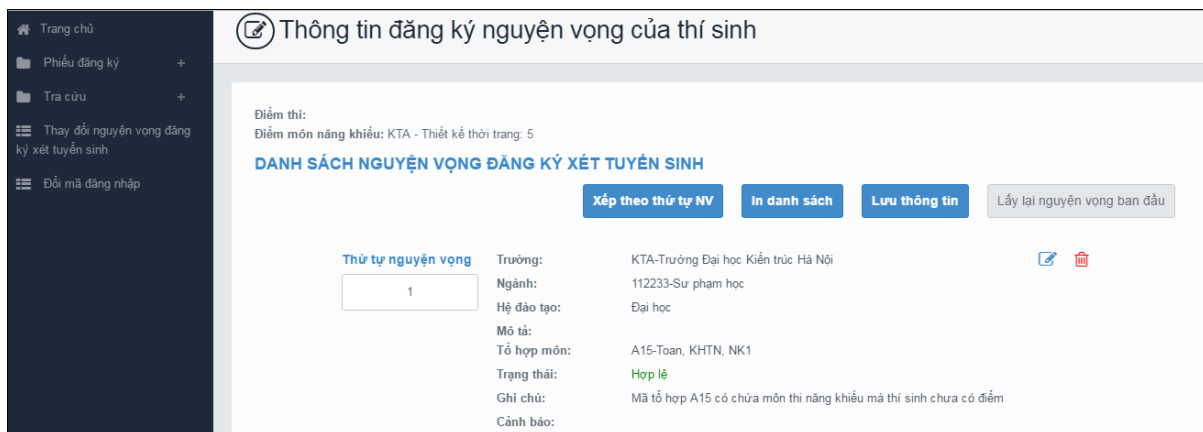 Trang chủ
Phiếu đăng ký +
Tra cứu +
Thay đổi nguyện vọng đăng
ký xét tuyển sinh
Đổi mã đăng nhập
Thông tin đăng ký nguyện vọng của thí sinh
Điểm thi:
Điểm môn năng khiếu: KTA - Thiết kế thời trang: 5
DANH SÁCH NGUYỆN VỌNG ĐĂNG KÝ XÉT TUYỂN SINH
Xếp theo thứ tự NV In danh sách Lưu thông tin Lấy lại nguyện vọng ban đầu
Thứ tự nguyện vọng
1
Trường: KTA-Trường Đại học Kiến trúc Hà Nội
Ngành: 112233-Sư phạm học
Hệ đào tạo: Đại học
Mô tả:
Tổ hợp môn: A15-Toan, KHTN, NK1
Trạng thái: Hợp lệ
Ghi chú: Mã tổ hợp A15 có chứa môn thi năng khiếu mà thí sinh chưa có điểm
Cảnh báo: